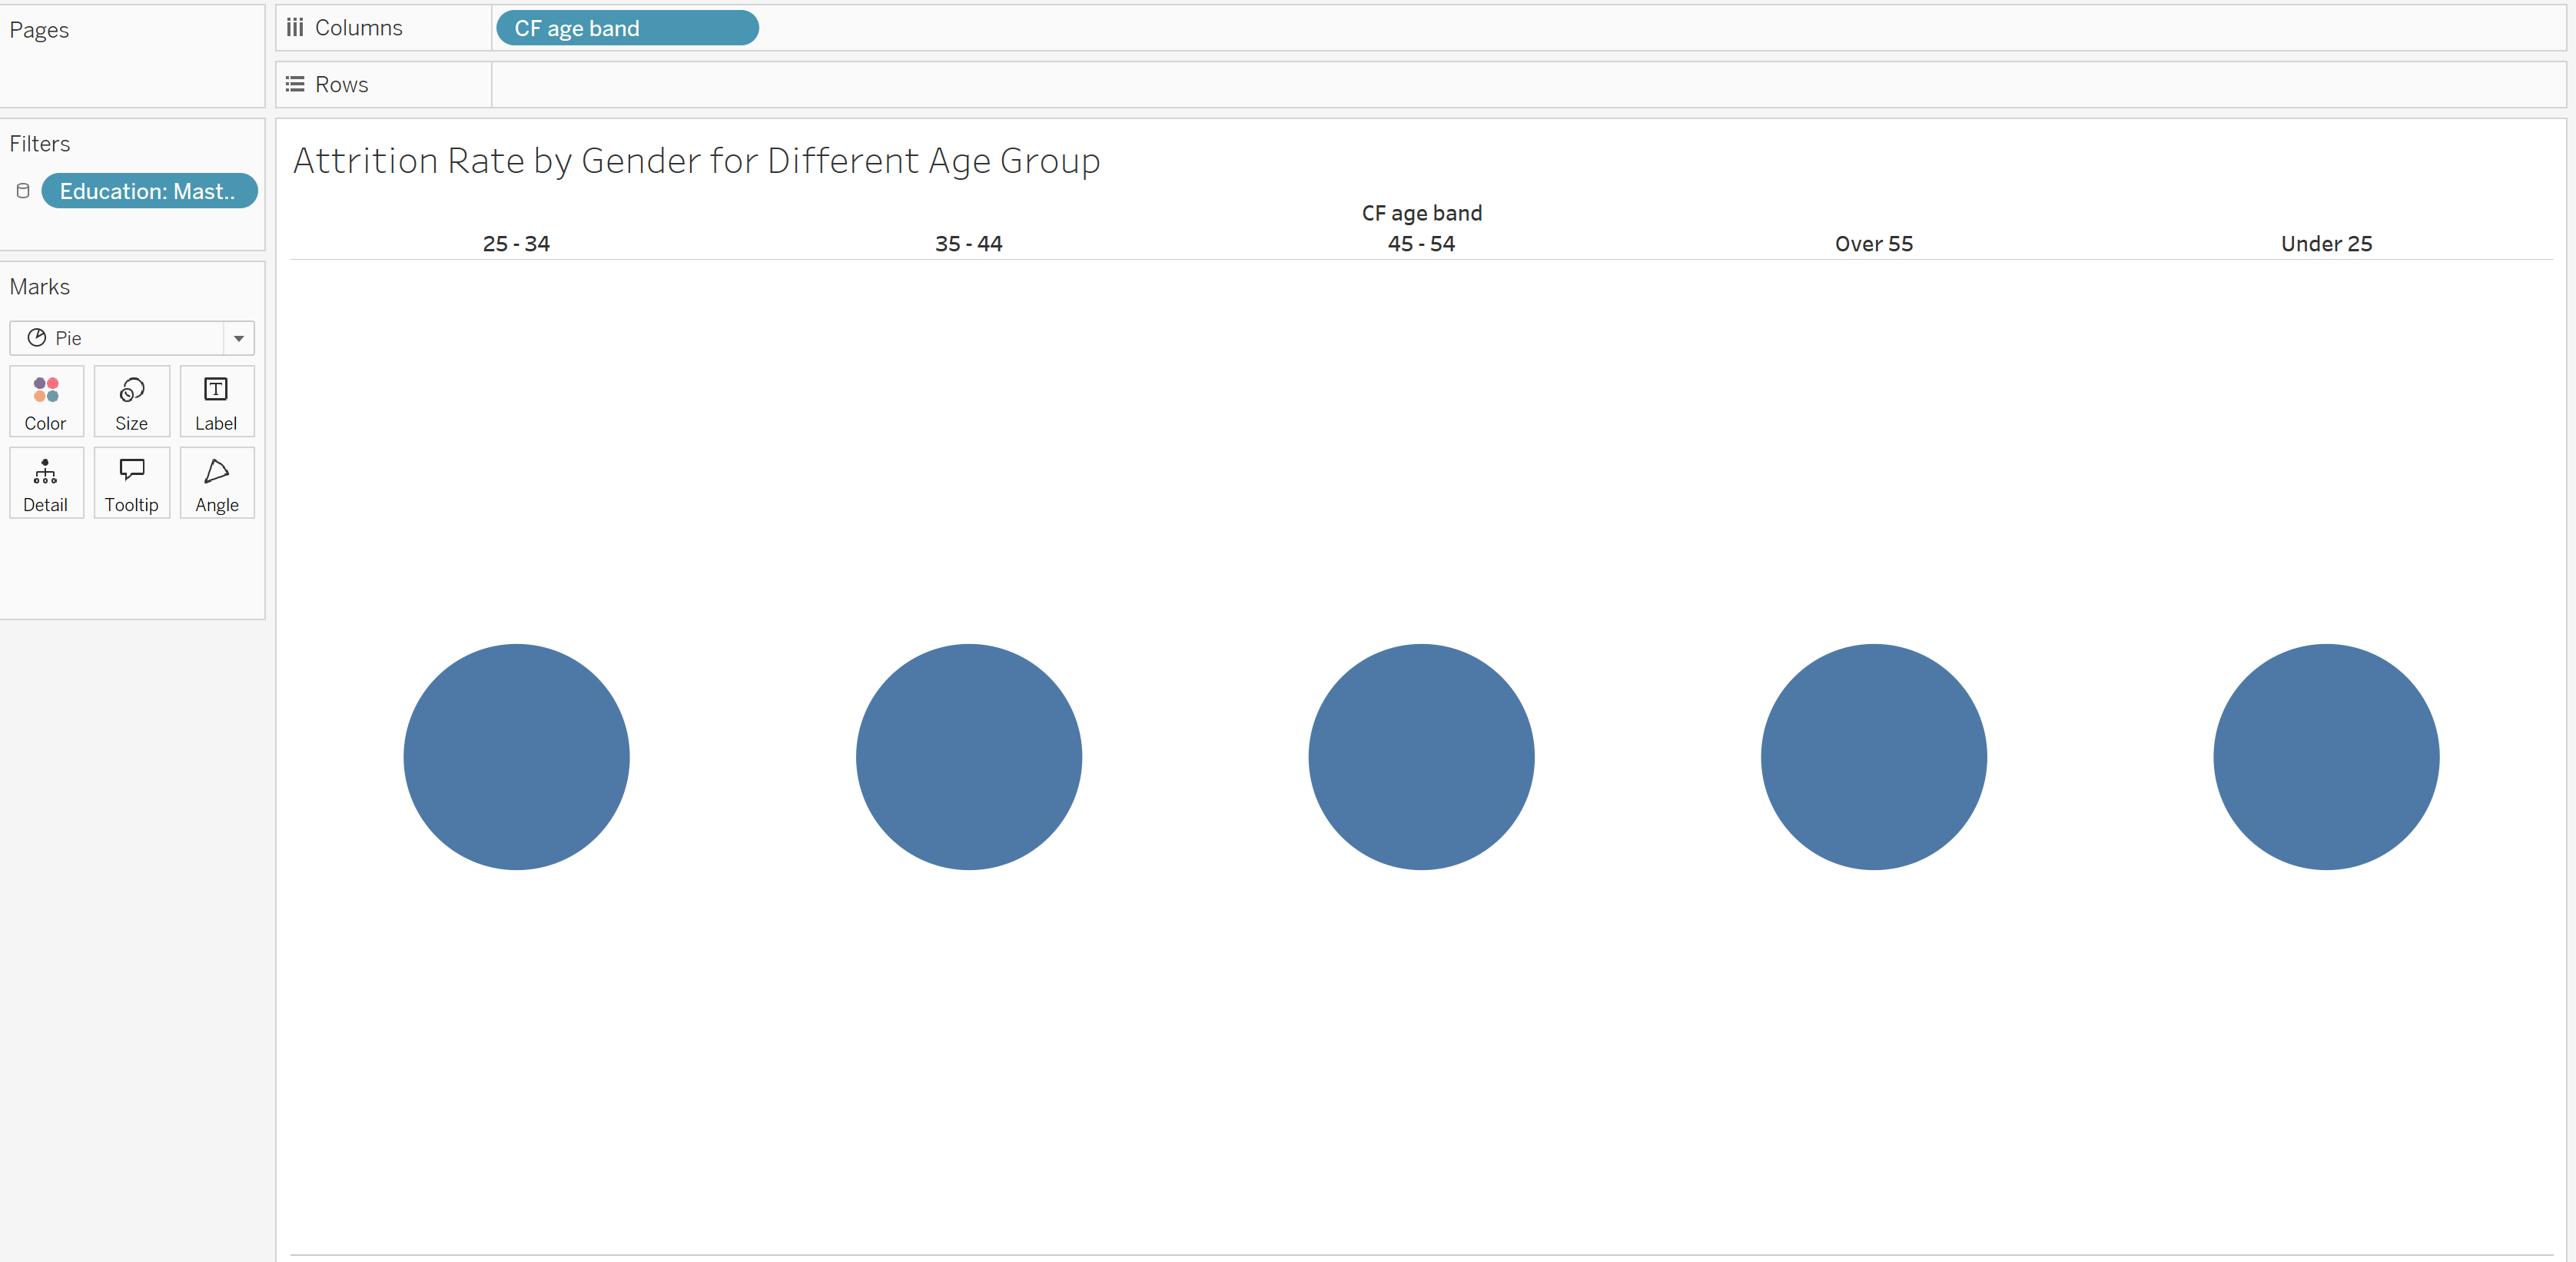 Pages
Columns
CF age band
Rows
Filters
Education: Mast..
Marks
Pie
Color
Size
Label
Detail
Tooltip
Angle
Attrition Rate by Gender for Different Age Group
CF age band
25 - 34
35 - 44
45 - 54
Over 55
Under 25